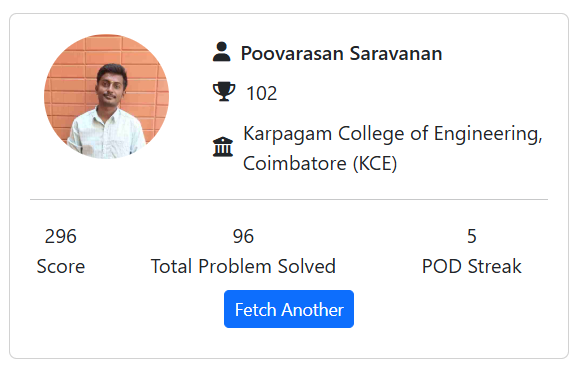 Poovarasan Saravanan
102
Karpagam College of Engineering,
Coimbatore (KCE)
296
Score
96
Total Problem Solved
5
POD Streak
Fetch Another